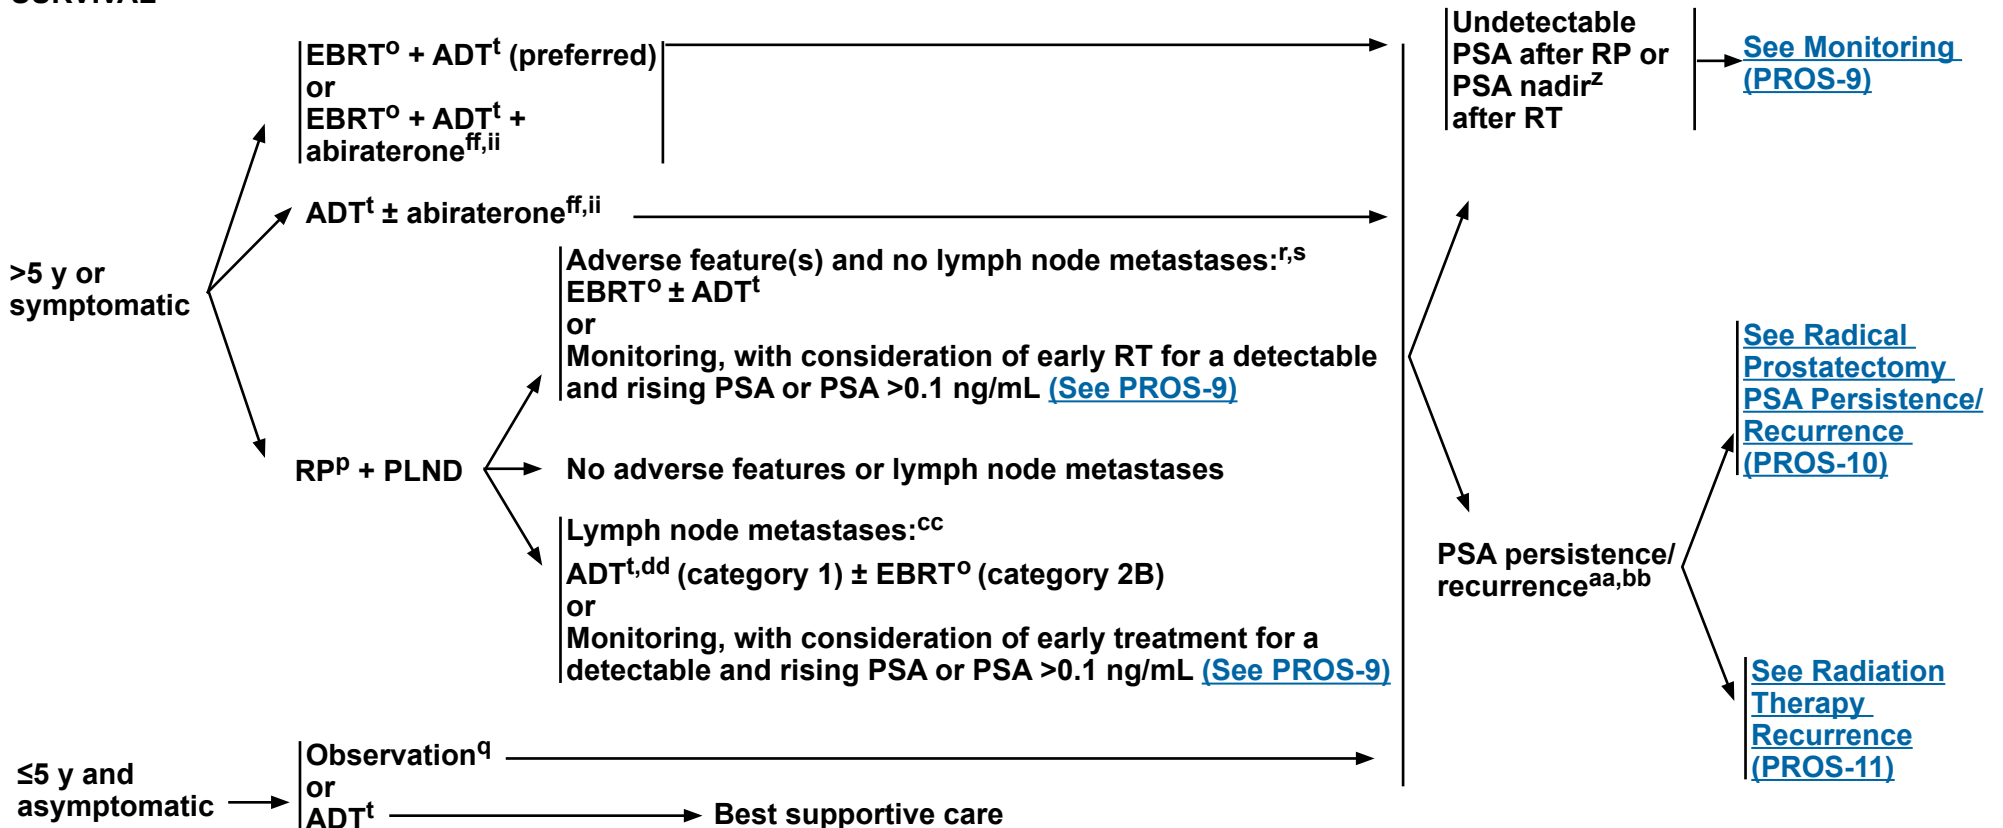 >5 y or
symptomatic
EBRTo + ADTt (preferred)
or
EBRTo + ADTt +
abirateroneff,ii
ADTt ± abirateroneff,ii
RPp + PLND
Adverse feature(s) and no lymph node metastases:r,s
EBRTo ± ADTt
or
Monitoring, with consideration of early RT for a detectable
and rising PSA or PSA >0.1 ng/mL (See PROS-9)
No adverse features or lymph node metastases
Lymph node metastases:cc
ADTt,dd (category 1) ± EBRTo (category 2B)
or
Monitoring, with consideration of early treatment for a
detectable and rising PSA or PSA >0.1 ng/mL (See PROS-9)
≤5 y and
asymptomatic
Observationq
or
ADTt
Best supportive care
Undetectable
PSA after RP or
PSA nadirz
after RT
See Monitoring
(PROS-9)
PSA persistence/
recurrenceaa,bb
See Radical
Prostatectomy
PSA Persistence/
Recurrence
(PROS-10)
See Radiation
Therapy
Recurrence
(PROS-11)